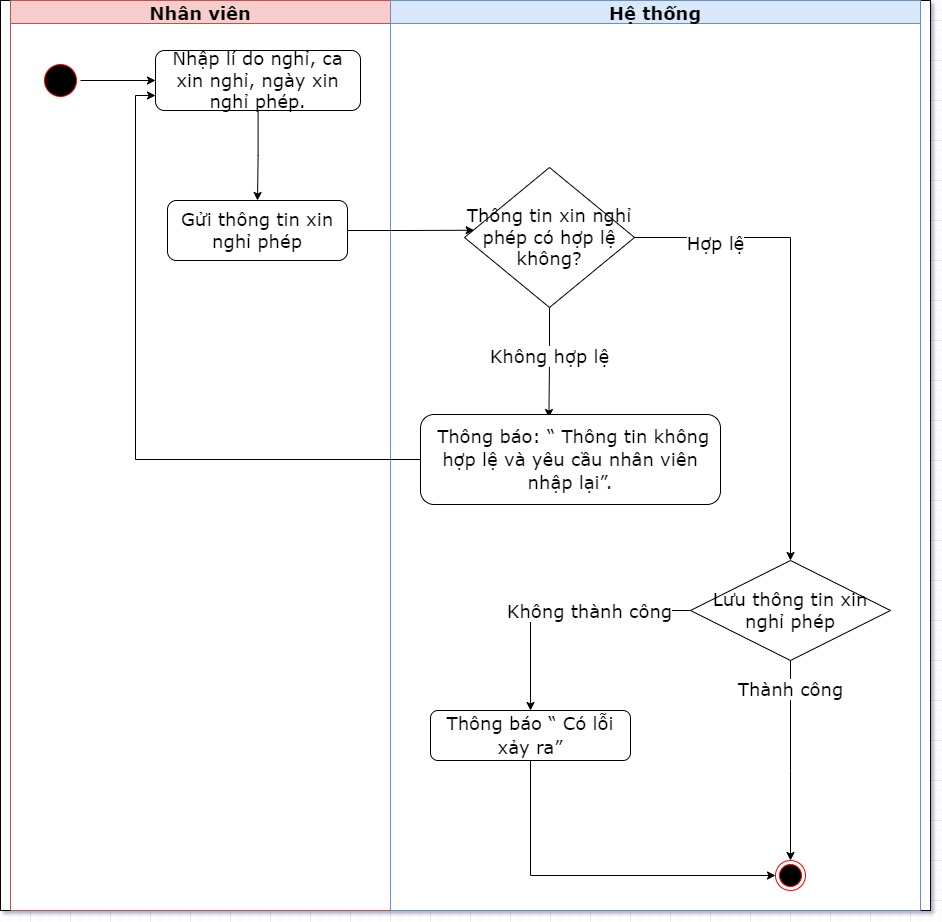 Nhân viên
Hệ thống
Nhập lí do nghỉ, ca
xin nghỉ, ngày xin
nghỉ phép.
Gửi thông tin xin
nghỉ phép
Thông tin xin nghỉ
phép có hợp lệ
không?
Hợp lệ
Không hợp lệ
Thông báo: “ Thông tin không
hợp lệ và yêu cầu nhân viên
nhập lại”.
Lưu thông tin xin
nghỉ phép
Không thành công
Thành công
Thông báo “ Có lỗi
xảy ra”